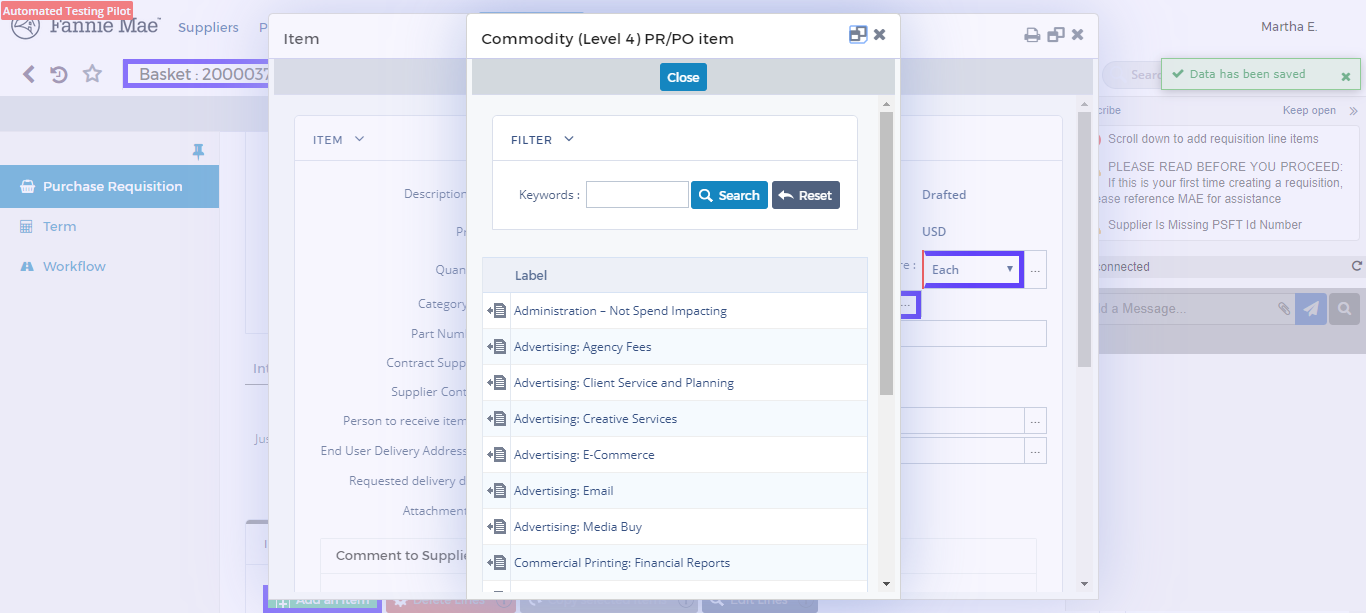 Automated Testing Pilot
Fannie Mae™
Suppliers
P
Martha E.
Basket : 2000037
Item
Commodity (Level 4) PR/PO item
Data has been saved
Close
Keep open
Scroll down to add requisition line items
PLEASE READ BEFORE YOU PROCEED:
If this is your first time creating a requisition,
reference MAE for assistance
Supplier Is Missing PSFT Id Number
a Message...
Purchase Requisition
Term
Workflow
ITEM
FILTER
Keywords :
Search
Reset
Label
Administration – Not Spend Impacting
Advertising: Agency Fees
Advertising: Client Service and Planning
Advertising: Creative Services
Advertising: E-Commerce
Advertising: Email
Advertising: Media Buy
Commercial Printing: Financial Reports
Description
Drafted
USD
Quan
Each
...
Category
...
Part Num
Contract Supp
Supplier Cont
Person to receive item
...
End User Delivery Address
...
Requested delivery d
Attachment
Comment to Supplie
Add an Item
Delete Lines
Edit Lines